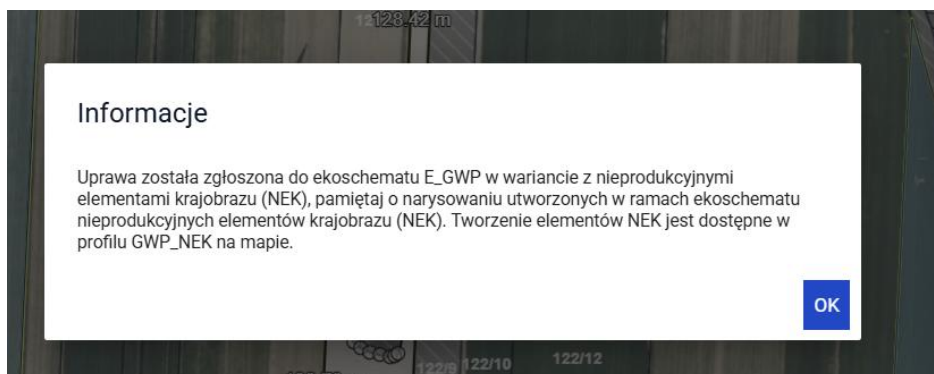 128.42 m
Informacje
Uprawa została zgłoszona do ekoschematu E_GWP w wariancie z nieprodukcyjnymi
elementami krajobrazu (NEK), pamiętaj o narysowaniu utworzonych w ramach ekoschematu
nieprodukcyjnych elementów krajobrazu (NEK). Tworzenie elementów NEK jest dostępne w
profilu GWP_NEK na mapie.
OK
122/9 122/10 122/12